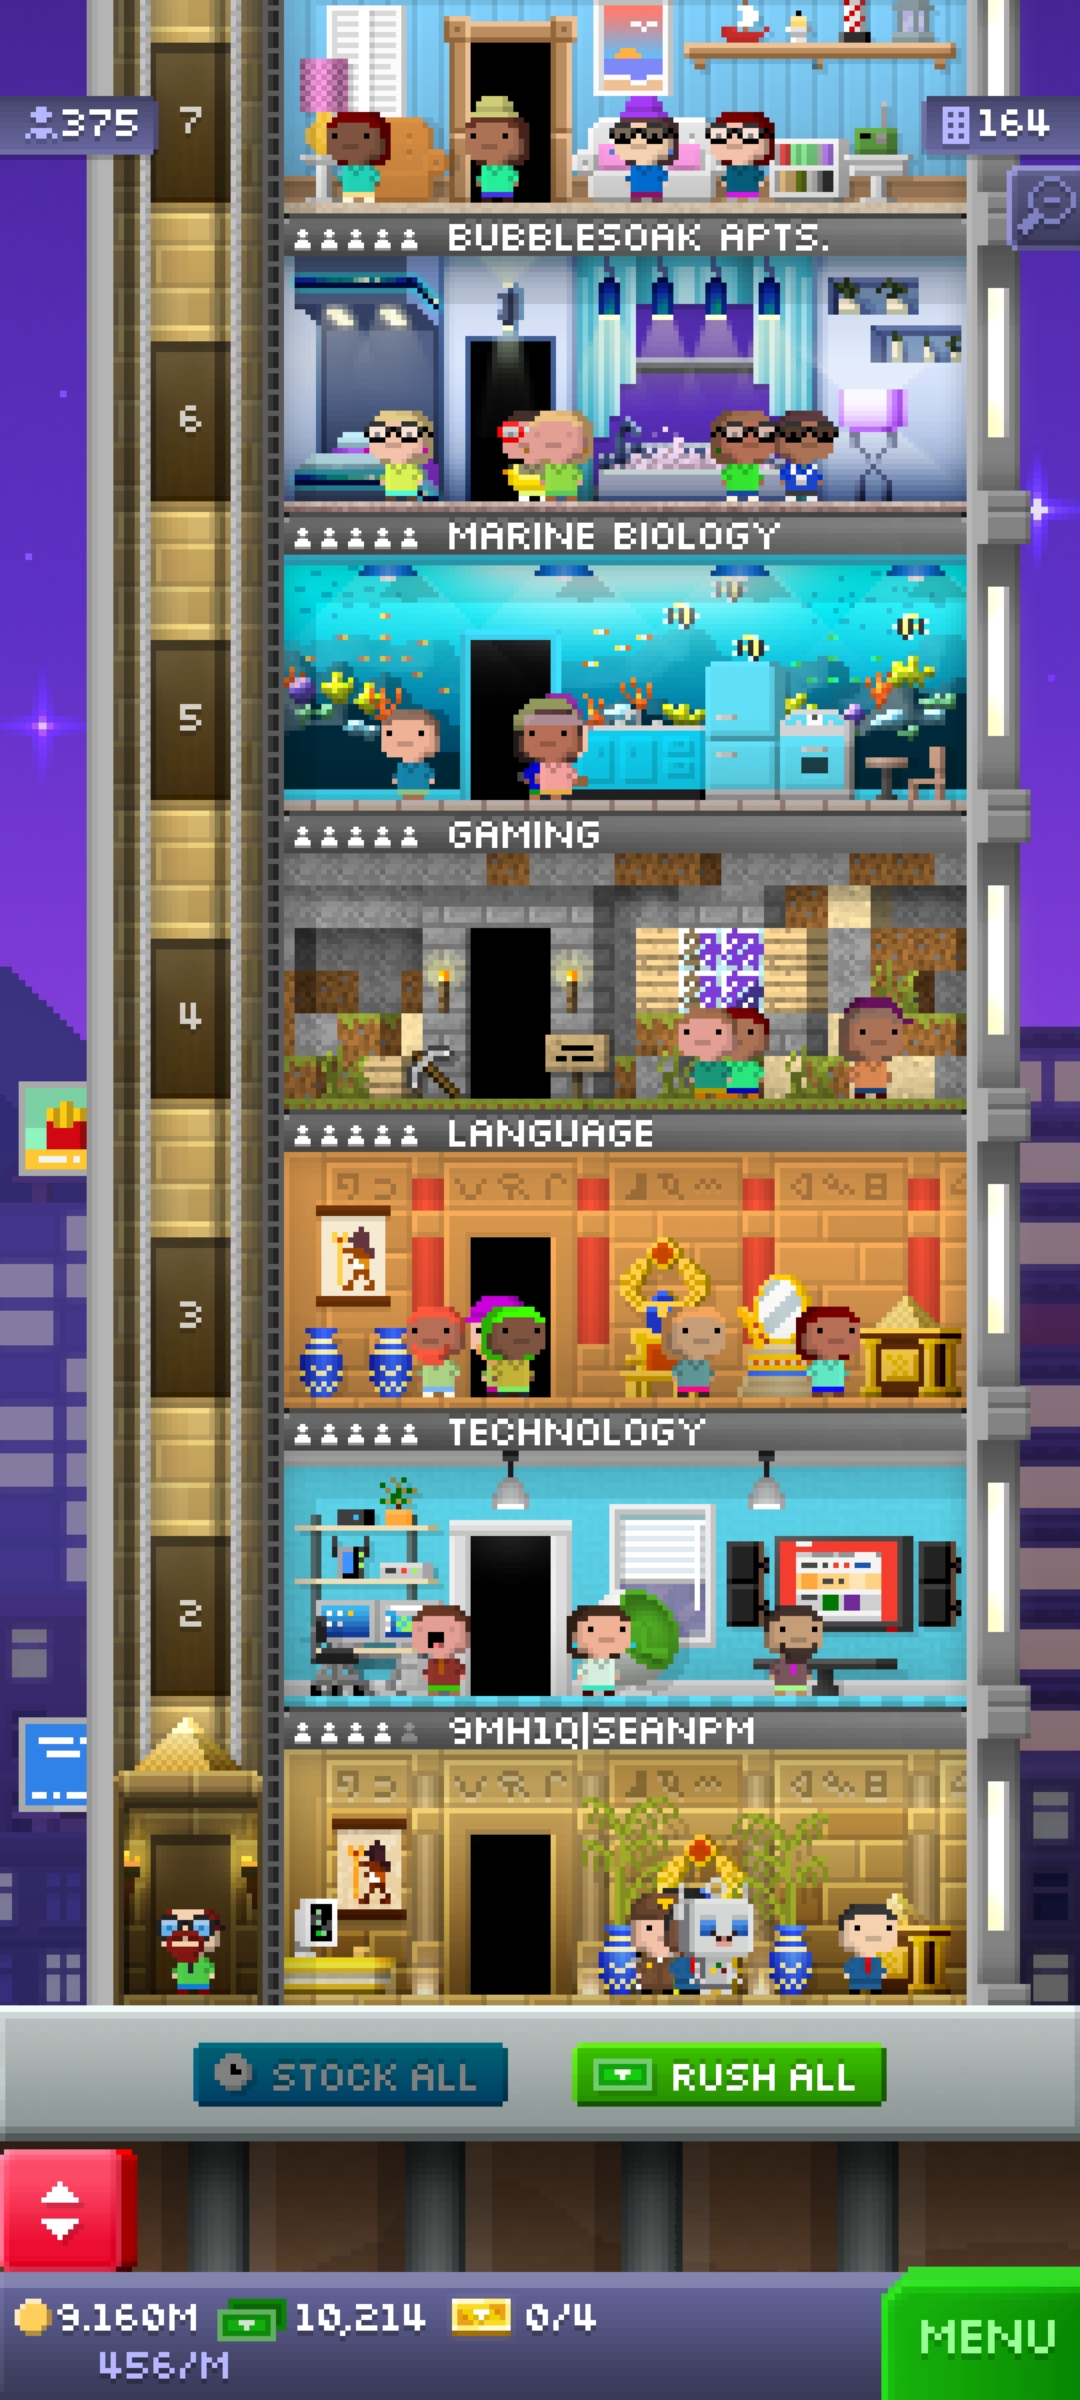 375
7
164
BUBBLESOAK APTS.
6
MARINE BIOLOGY
5
GAMING
4
LANGUAGE
3
TECHNOLOGY
2
9MH1Q|SEANPM
STOCK ALL
RUSH ALL
9.160M
10,214
0/4
456/M
MENU